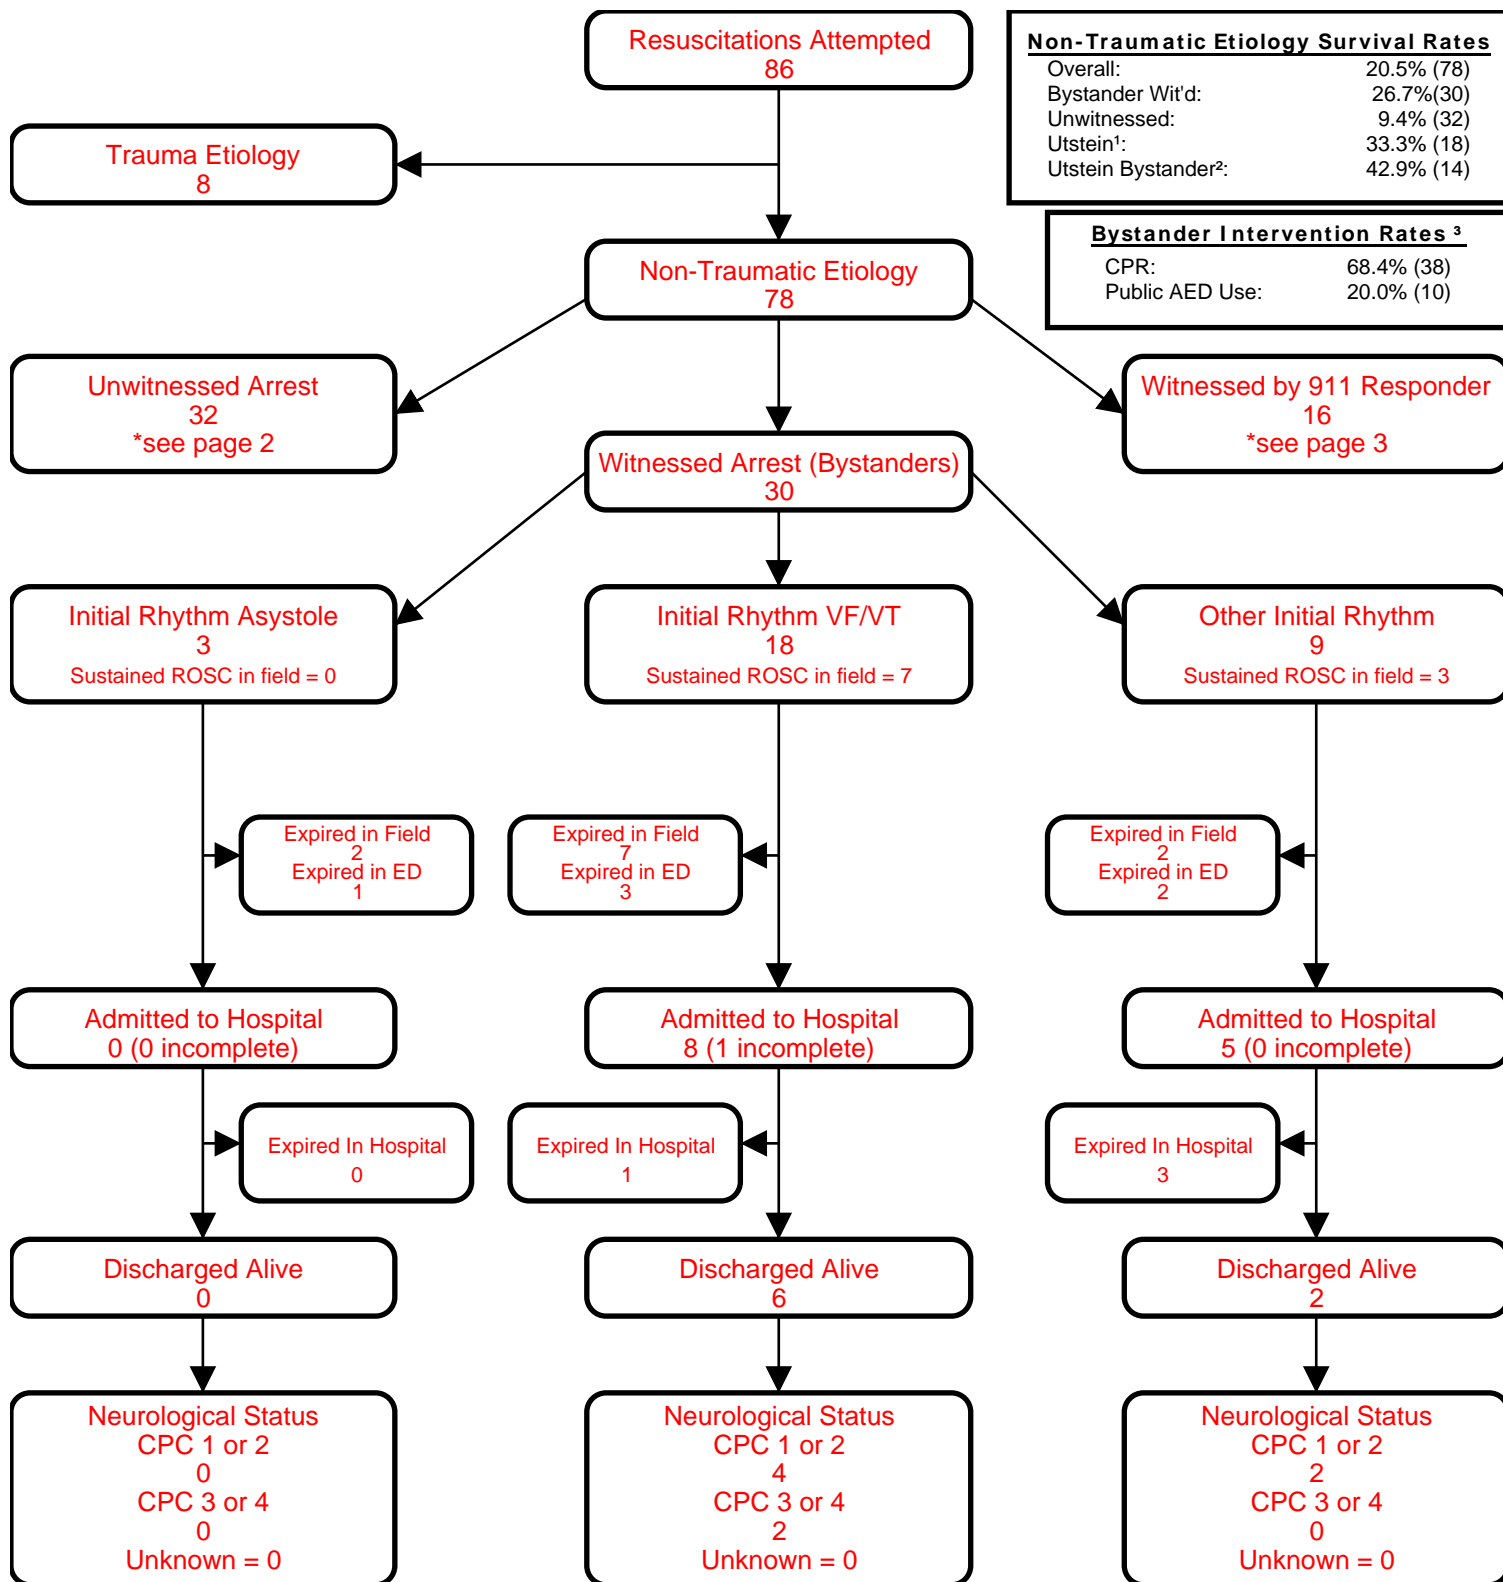 Resuscitations Attempted
86
Non-Traumatic Etiology Survival Rates
Overall: 20.5% (78)
Bystander Wit'd: 26.7%(30)
Unwitnessed: 9.4% (32)
Utstein¹: 33.3% (18)
Utstein Bystander²: 42.9% (14)
Trauma Etiology
8
Bystander Intervention Rates ³
CPR: 68.4% (38)
Public AED Use: 20.0% (10)
Non-Traumatic Etiology
78
Unwitnessed Arrest
32
*see page 2
Witnessed Arrest (Bystanders)
30
Witnessed by 911 Responder
16
*see page 3
Initial Rhythm Asystole
3
Sustained ROSC in field = 0
Initial Rhythm VF/VT
18
Sustained ROSC in field = 7
Other Initial Rhythm
9
Sustained ROSC in field = 3
Expired in Field
2
Expired in ED
1
Expired in Field
7
Expired in ED
3
Expired in Field
2
Expired in ED
2
Admitted to Hospital
0 (0 incomplete)
Admitted to Hospital
8 (1 incomplete)
Admitted to Hospital
5 (0 incomplete)
Expired In Hospital
0
Expired In Hospital
1
Expired In Hospital
3
Discharged Alive
0
Discharged Alive
6
Discharged Alive
2
Neurological Status
CPC 1 or 2
0
CPC 3 or 4
0
Unknown = 0
Neurological Status
CPC 1 or 2
4
CPC 3 or 4
2
Unknown = 0
Neurological Status
CPC 1 or 2
2
CPC 3 or 4
0
Unknown = 0